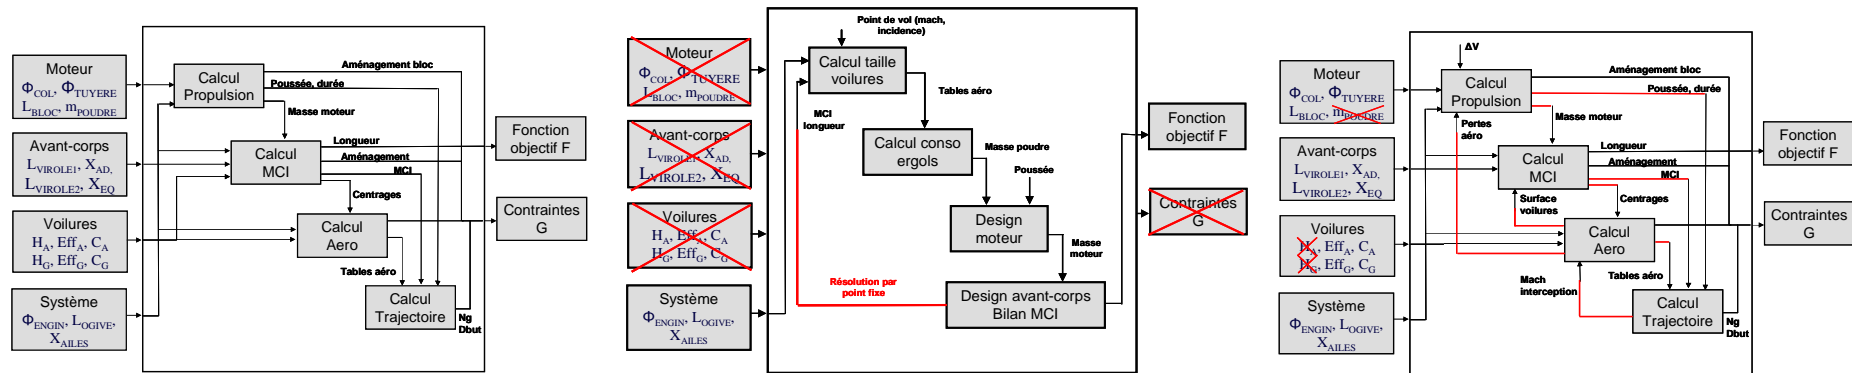 Moteur
ΦCOL, ΦTUYERE
LBLOC, mPOUDRE
Avant-corps
LVIROLE1, XAD,
LVIROLE2, XEQ
Voilures
HA, EffA, CA
HG, EffG, CG
Système
ΦENGIN, LOGIVE,
XAILES
Calcul
Propulsion
Aménagement bloc
Poussée, durée
Masse moteur
Calcul
MCI
Longueur
Aménagement
MCI
Centrages
Calcul
Aero
Tables aéro
Calcul
Trajectoire
Ng
Dbut
Fonction
objectif F
Contraintes
G
Moteur
ΦCOL, ΦTUYERE
LBLOC, mPOUDRE
Avant-corps
LVIROLE1, XAD,
LVIROLE2, XEQ
Voilures
HA, EffA, CA
HG, EffG, CG
Système
ΦENGIN, LOGIVE,
XAILES
Point de vol (mach,
incidence)
Calcul taille
voilures
Tables aéro
MCI
longueur
Calcul conso
ergols
Masse poudre
Poussée
Design
moteur
Masse
moteur
Résolution par
point fixe
Design avant-corps
Bilan MCI
Fonction
objectif F
Contraintes
G
Moteur
ΦCOL, ΦTUYERE
LBLOC, mPOUDRE
Avant-corps
LVIROLE1, XAD,
LVIROLE2, XEQ
Voilures
HA, EffA, CA
HG, EffG, CG
Système
ΦENGIN, LOGIVE,
XAILES
ΔV
Calcul
Propulsion
Aménagement bloc
Poussée, durée
Masse moteur
Pertes
aéro
Calcul
MCI
Longueur
Aménagement
MCI
Surface
voilures
Centrages
Calcul
Aero
Mach
interception
Tables aéro
Calcul
Trajectoire
Ng
Dbut
Fonction
objectif F
Contraintes
G